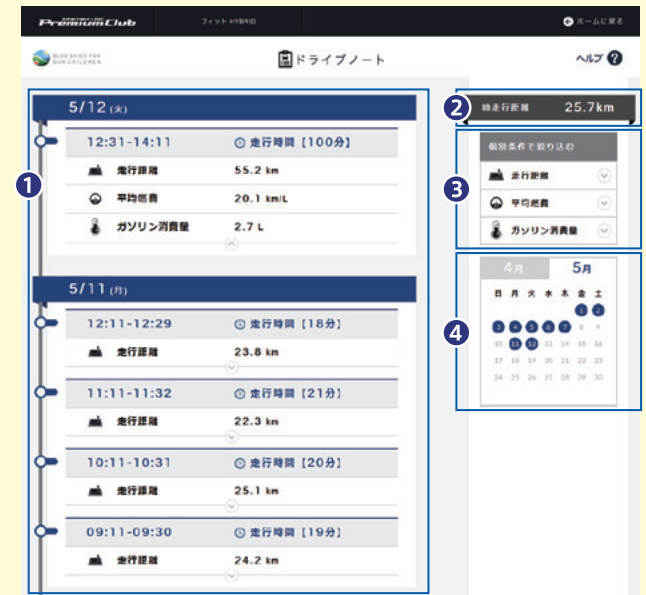 Premium Club
フィット HYBRID
ホームに戻る
BLUE SKIES FOR
OUR CHILDREN
ドライブノート
ヘルプ ?
1
5/12 (火)
12:31-14:11 走行時間【100分】
走行距離 55.2 km
平均燃費 20.1 km/L
ガソリン消費量 2.7 L
5/11 (月)
12:11-12:29 走行時間【18分】
走行距離 23.8 km
11:11-11:32 走行時間【21分】
走行距離 22.3 km
10:11-10:31 走行時間【20分】
走行距離 25.1 km
09:11-09:30 走行時間【19分】
走行距離 24.2 km
2
総走行距離 25.7km
3
個別条件で絞り込む
走行距離
平均燃費
ガソリン消費量
4
4月 5月
日 月 火 水 木 金 土
1 2
3 4 5 6 7 8 9
10 11 12 13 14 15 16
17 18 19 20 21 22 23
24 25 26 27 28 29 30